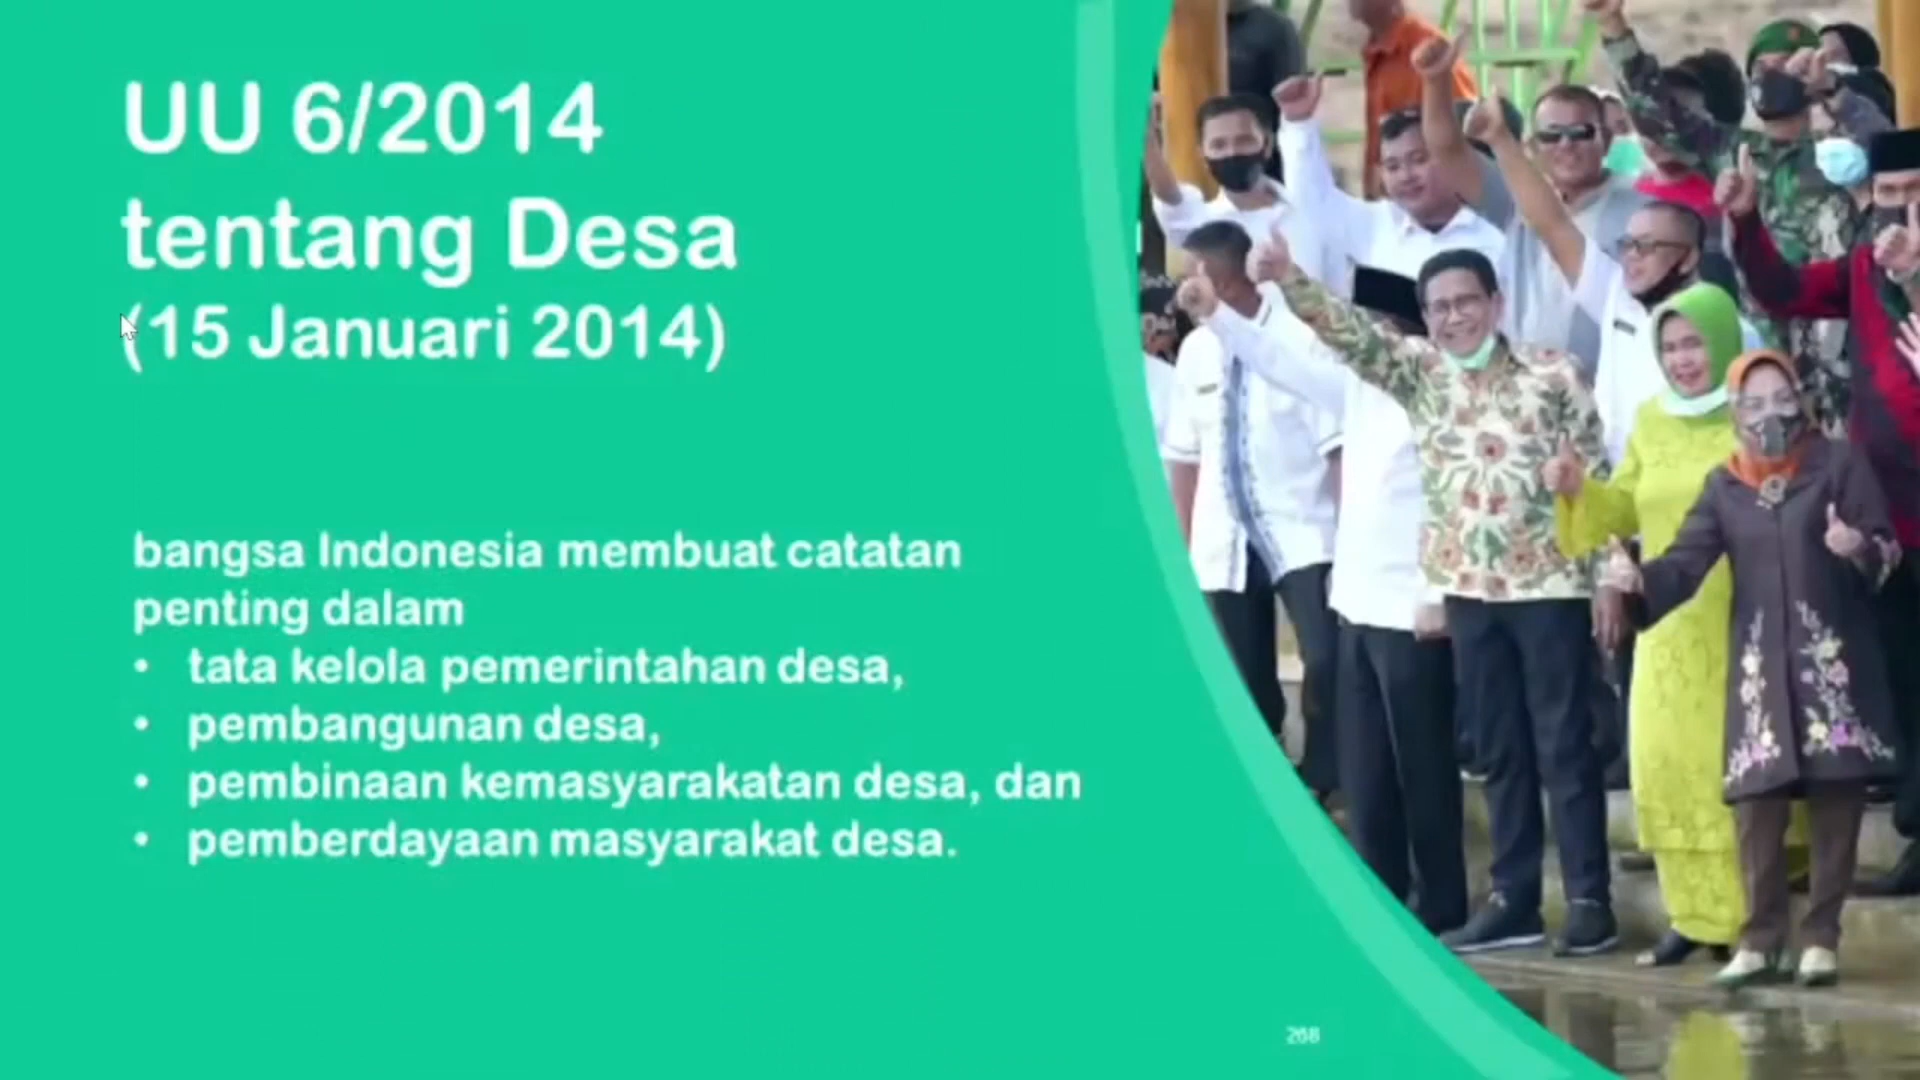 UU 6/2014
tentang Desa
(15 Januari 2014)
bangsa Indonesia membuat catatan
penting dalam
• tata kelola pemerintahan desa,
• pembangunan desa,
• pembinaan kemasyarakatan desa, dan
• pemberdayaan masyarakat desa.
268